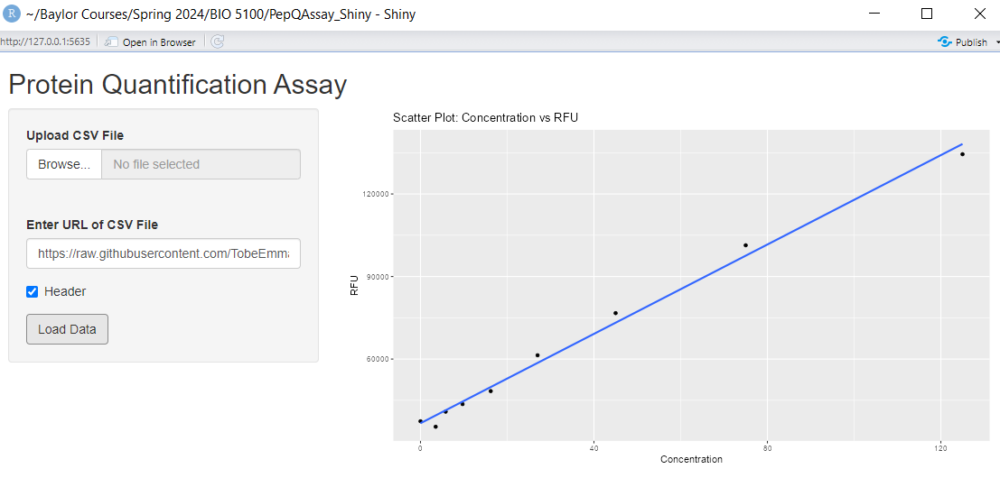 R ~/Baylor Courses/Spring 2024/BIO 5100/PepQAssay_Shiny - Shiny
http://127.0.0.1:5635 Open in Browser Publish
Protein Quantification Assay
Upload CSV File
Browse... No file selected
Enter URL of CSV File
https://raw.githubusercontent.com/TobeEmma
Header
Load Data
Scatter Plot: Concentration vs RFU
RFU
120000
90000
60000
0 40 80 120
Concentration